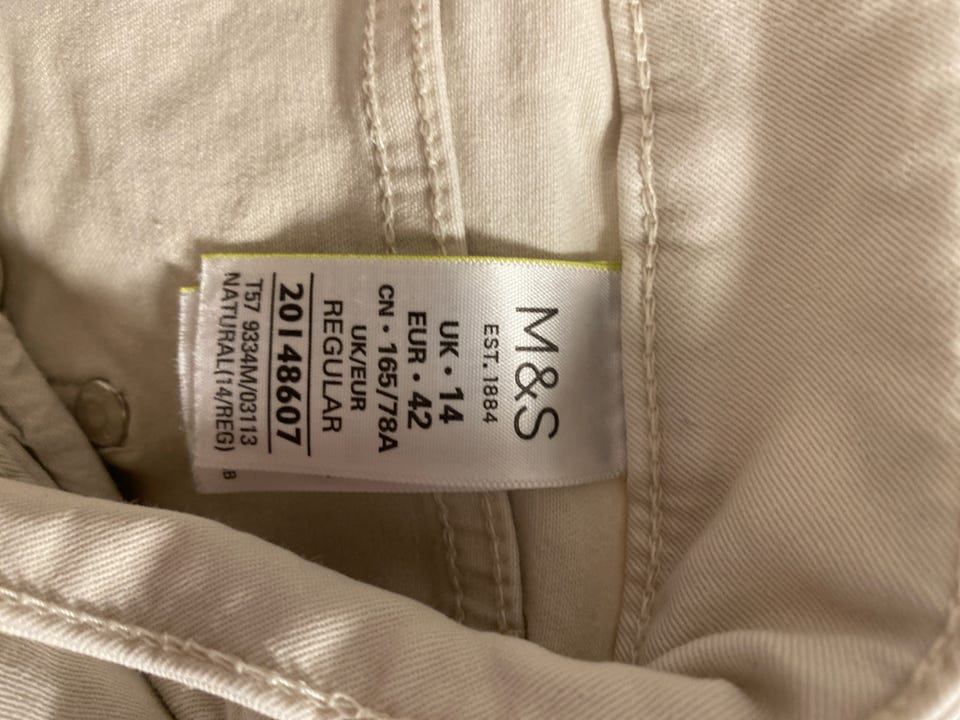 M&S
EST. 1884
UK • 14
EUR • 42
CN • 165/78A
UK/EUR
REGULAR
20148607
T57 9334M/03113
NATURAL(14/REG)
B